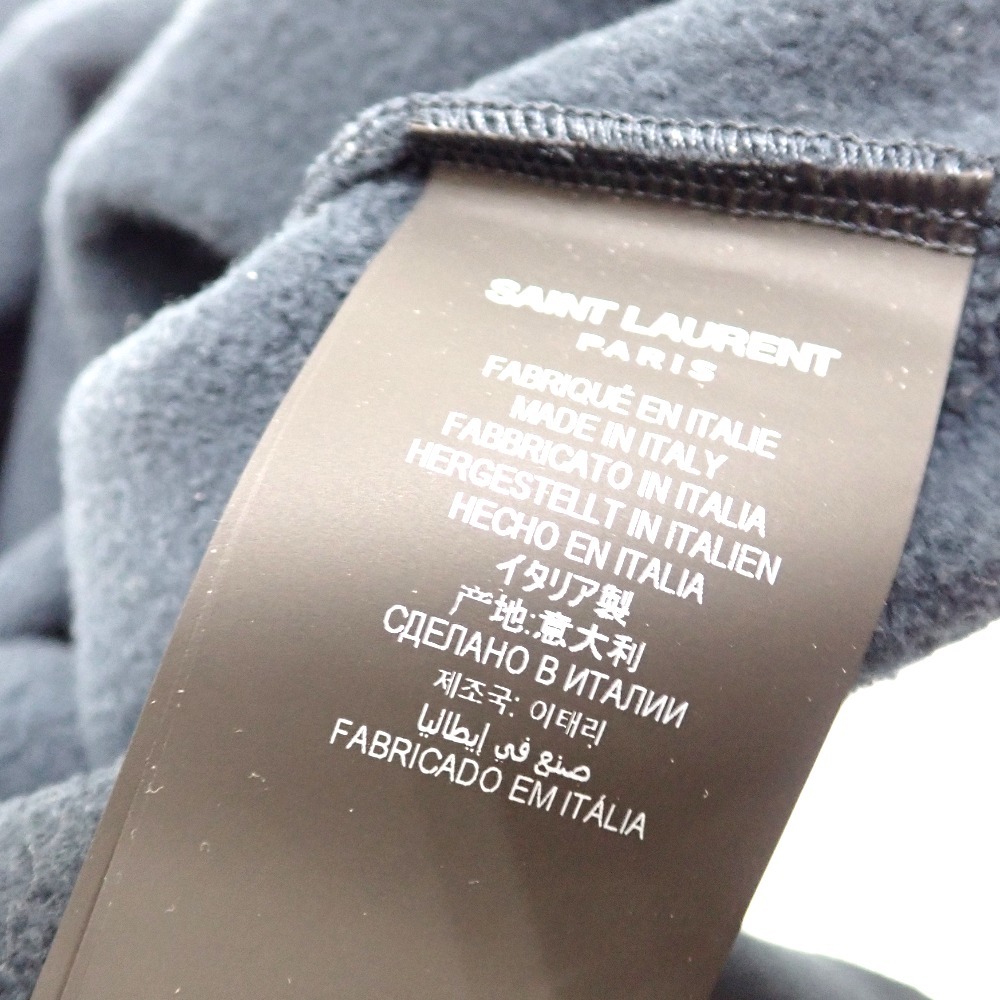 SAINT LAURENT
PARIS
FABRIQUÉ EN ITALIE
MADE IN ITALY
FABBRICATO IN ITALIA
HERGESTELLT IN ITALIEN
HECHO EN ITALIA
イタリア製
产地:意大利
СДЕЛАНО В ИТАЛИИ
제조국: 이태리
صنع في إيطاليا
FABRICADO EM ITÁLIA